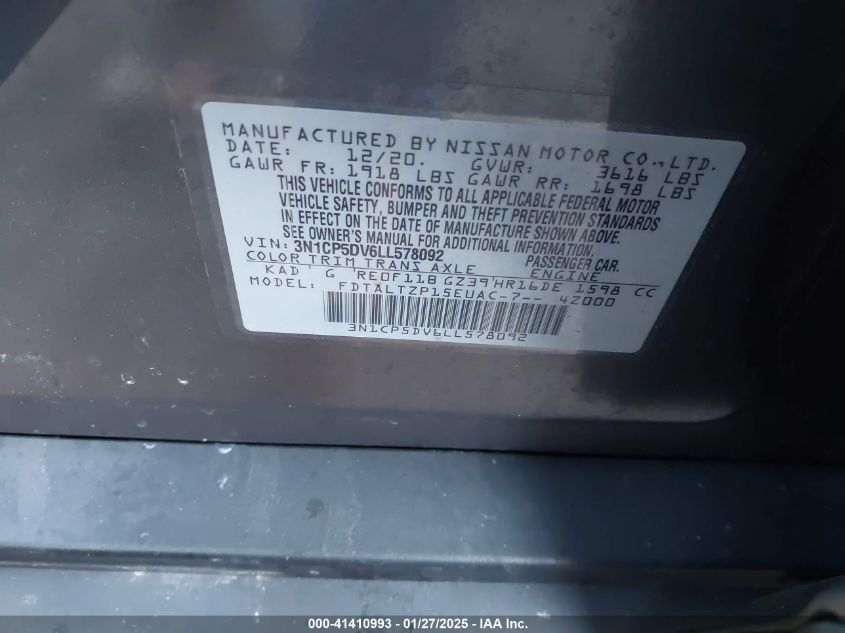 MANUFACTURED BY NISSAN MOTOR CO., LTD.
DATE: 12/20. GVWR: 3616 LBS
GAWR FR: 1918 LBS GAWR RR: 1698 LBS
THIS VEHICLE CONFORMS TO ALL APPLICABLE FEDERAL MOTOR
VEHICLE SAFETY, BUMPER AND THEFT PREVENTION STANDARDS
IN EFFECT ON THE DATE OF MANUFACTURE SHOWN ABOVE.
SEE OWNER'S MANUAL FOR ADDITIONAL INFORMATION.
VIN: 3N1CP5DV6LL578092 PASSENGER CAR.
COLOR TRIM TRANS AXLE ENGINE
KAD G RE0F11B GZ39 HR16DE 1598 CC
MODEL: FDTALTZP15EUAC-7-- 42000
3N1CP5DV6LL578092
000-41410993 / 01/27/2025 - © IAA Inc.